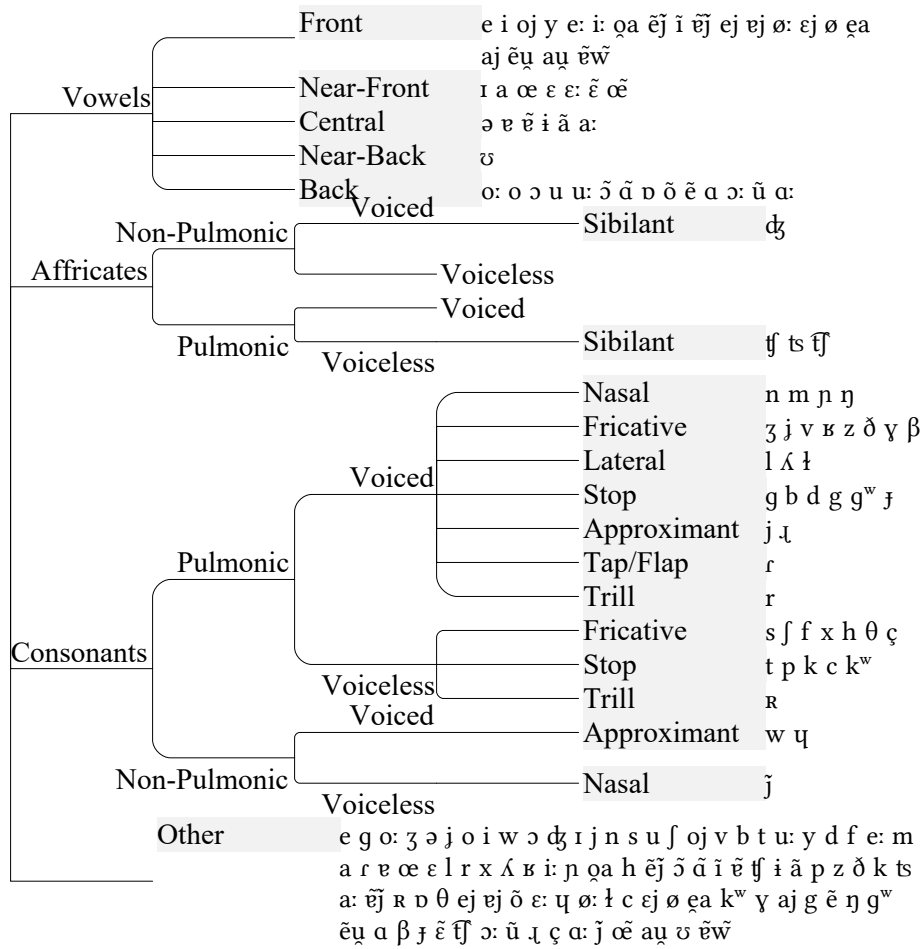 Front e i oj y eː iː o̯a ẽj̃ ĩ ɐ̃j̃ ej ɐj øː ɛj ø e̯a
aj ẽu̯ au̯ ɐ̃w̃
Vowels
Near-Front ɪ a œ ɛ ɛː ɛ̃ œ̃
Central ə ɐ ɐ̃ ɨ ã aː
Near-Back ʊ
Back oː o ɔ u uː ɔ̃ ɑ̃ ɒ õ ẽ ɑ ɔː ũ ɑː
Voiced
Sibilant ʤ
Non-Pulmonic
Affricates
Voiceless
Voiced
Pulmonic
Voiceless
Sibilant ʧ ʦ t͡ʃ
Nasal n m ɲ ŋ
Fricative ʒ ʝ v ʁ z ð ɣ β
Lateral l ʎ ɫ
Voiced
Stop ɡ b d g ɡʷ ɟ
Approximant j ɻ
Pulmonic
Tap/Flap ɾ
Trill r
Fricative s ʃ f x h θ ç
Consonants
Stop t p k c kʷ
Voiceless
Trill ʀ
Voiced
Approximant w ɥ
Non-Pulmonic
Nasal j̃
Voiceless
Other e ɡ oː ʒ ə ʝ o i w ɔ ʤ ɪ j n s u ʃ oj v b t uː y d f eː m
a ɾ ɐ œ ɛ l r x ʎ ʁ iː ɲ o̯a h ẽj̃ ɔ̃ ɑ̃ ĩ ɐ̃ ʧ ɨ ã p z ð k ʦ
aː ɐ̃j̃ ʀ ɒ θ ej ɐj õ ɛː ɥ øː ɫ c ɛj ø e̯a kʷ ɣ aj g ẽ ŋ ɡʷ
ẽu̯ ɑ β ɟ ɛ̃ t͡ʃ ɔː ũ ɻ ç ɑː j̃ œ̃ au̯ ʊ ɐ̃w̃